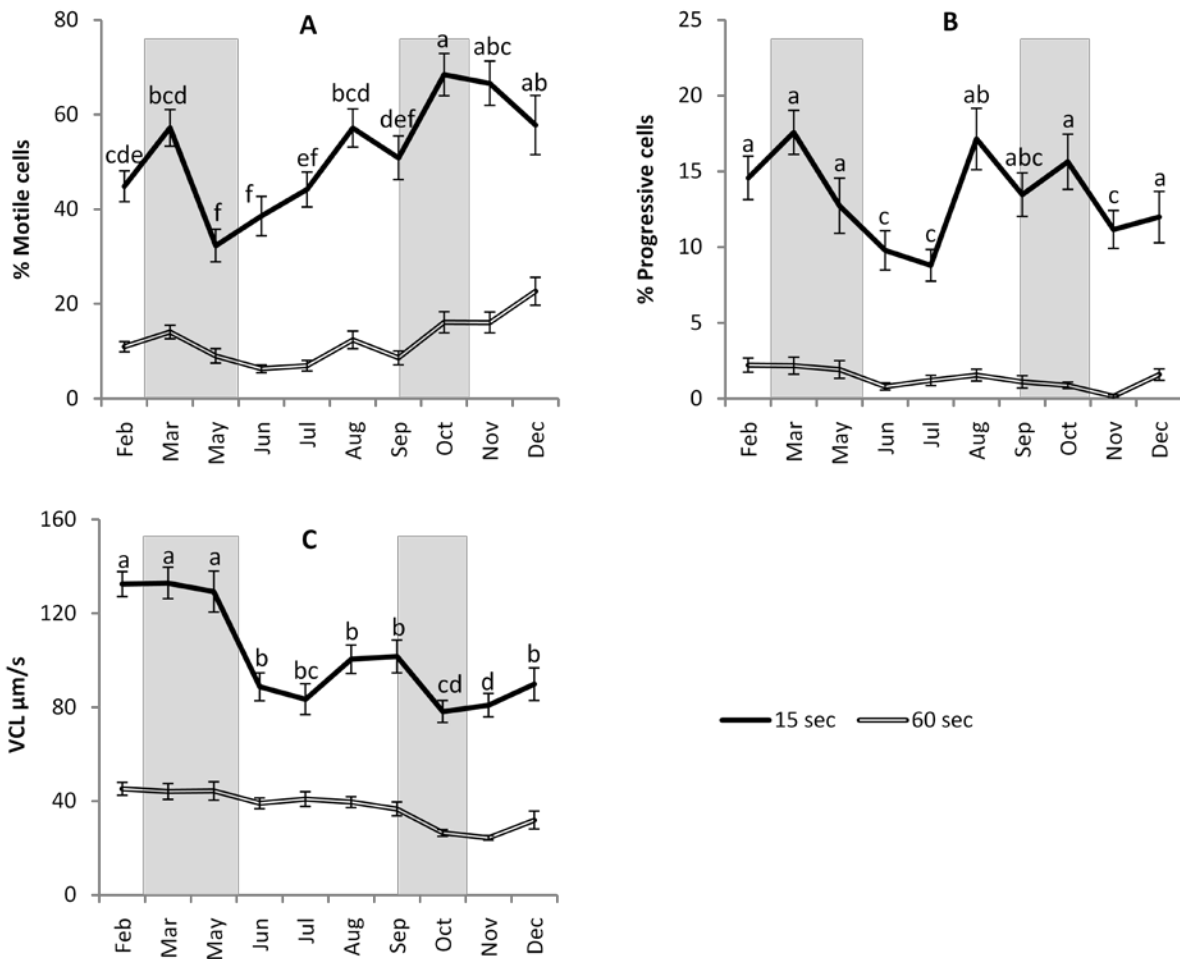 A
% Motile cells
80
60
40
20
0
cde
bcd
f
f
ef
bcd
def
a
abc
ab
Feb
Mar
May
Jun
Jul
Aug
Sep
Oct
Nov
Dec
B
% Progressive cells
25
20
15
10
5
0
a
a
a
c
c
ab
abc
a
c
a
Feb
Mar
May
Jun
Jul
Aug
Sep
Oct
Nov
Dec
C
VCL µm/s
160
120
80
40
0
a
a
a
b
bc
b
b
cd
d
b
Feb
Mar
May
Jun
Jul
Aug
Sep
Oct
Nov
Dec
15 sec
60 sec